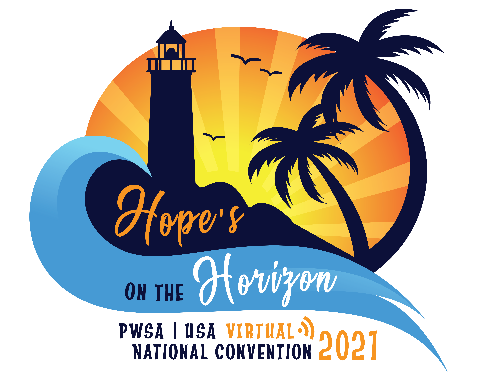 Hope's
ON THE Horizon
PWSA | USA VIRTUAL 2021
NATIONAL CONVENTION